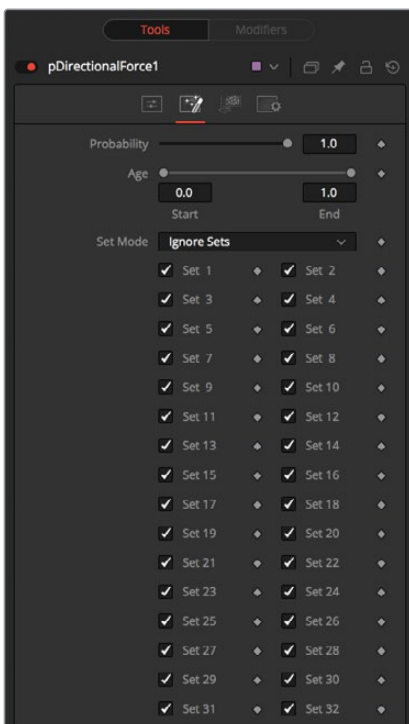 Tools Modifiers
pDirectionalForce1
Probability 1.0
Age
0.0 1.0
Start End
Set Mode Ignore Sets
Set 1 Set 2
Set 3 Set 4
Set 5 Set 6
Set 7 Set 8
Set 9 Set 10
Set 11 Set 12
Set 13 Set 14
Set 15 Set 16
Set 17 Set 18
Set 19 Set 20
Set 21 Set 22
Set 23 Set 24
Set 25 Set 26
Set 27 Set 28
Set 29 Set 30
Set 31 Set 32